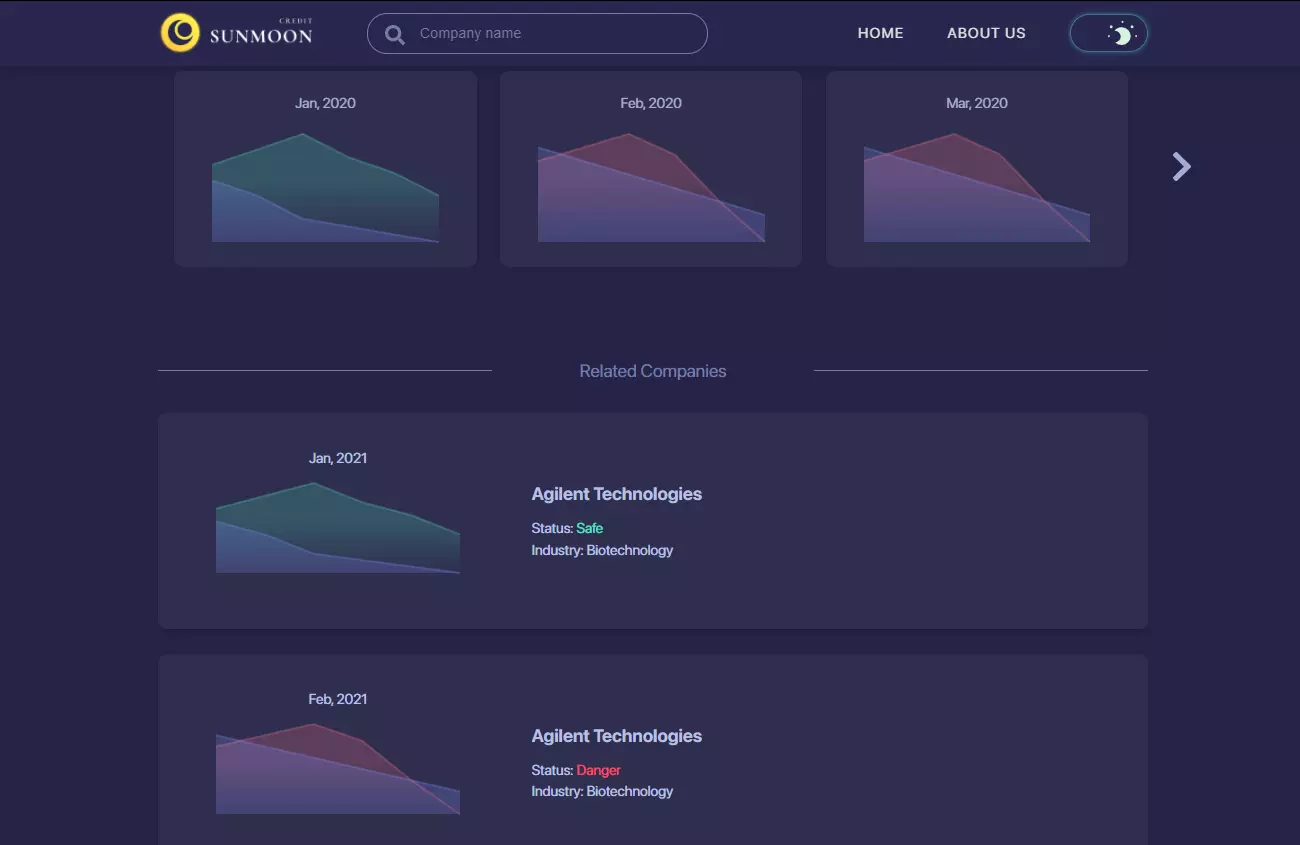 CREDIT
SUNMOON
Company name
HOME
ABOUT US
Jan, 2020
Feb, 2020
Mar, 2020
Related Companies
Jan, 2021
Agilent Technologies
Status: Safe
Industry: Biotechnology
Feb, 2021
Agilent Technologies
Status: Danger
Industry: Biotechnology